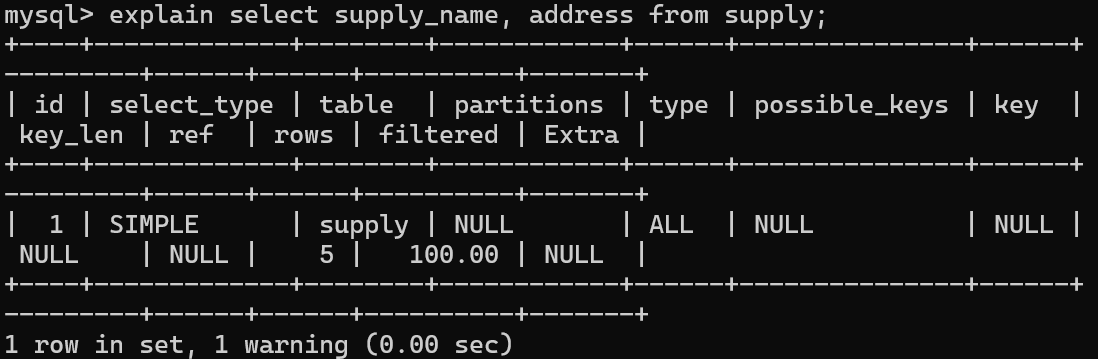 mysql> explain select supply_name, address from supply;
+----+-------------+--------+------------+------+---------------+------+
---------+------+------+----------+-------+
| id | select_type | table  | partitions | type | possible_keys | key  |
 key_len | ref  | rows | filtered | Extra |
+----+-------------+--------+------------+------+---------------+------+
---------+------+------+----------+-------+
|  1 | SIMPLE      | supply | NULL       | ALL  | NULL          | NULL |
 NULL    | NULL |    5 |   100.00 | NULL  |
+----+-------------+--------+------------+------+---------------+------+
---------+------+------+----------+-------+
1 row in set, 1 warning (0.00 sec)